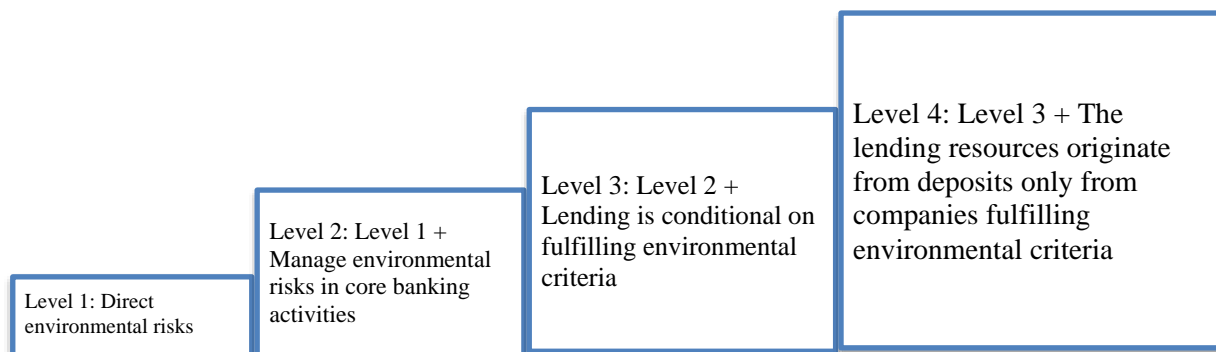 Level 1: Direct
environmental risks
Level 2: Level 1 +
Manage environmental
risks in core banking
activities
Level 3: Level 2 +
Lending is conditional on
fulfilling environmental
criteria
Level 4: Level 3 + The
lending resources originate
from deposits only from
companies fulfilling
environmental criteria